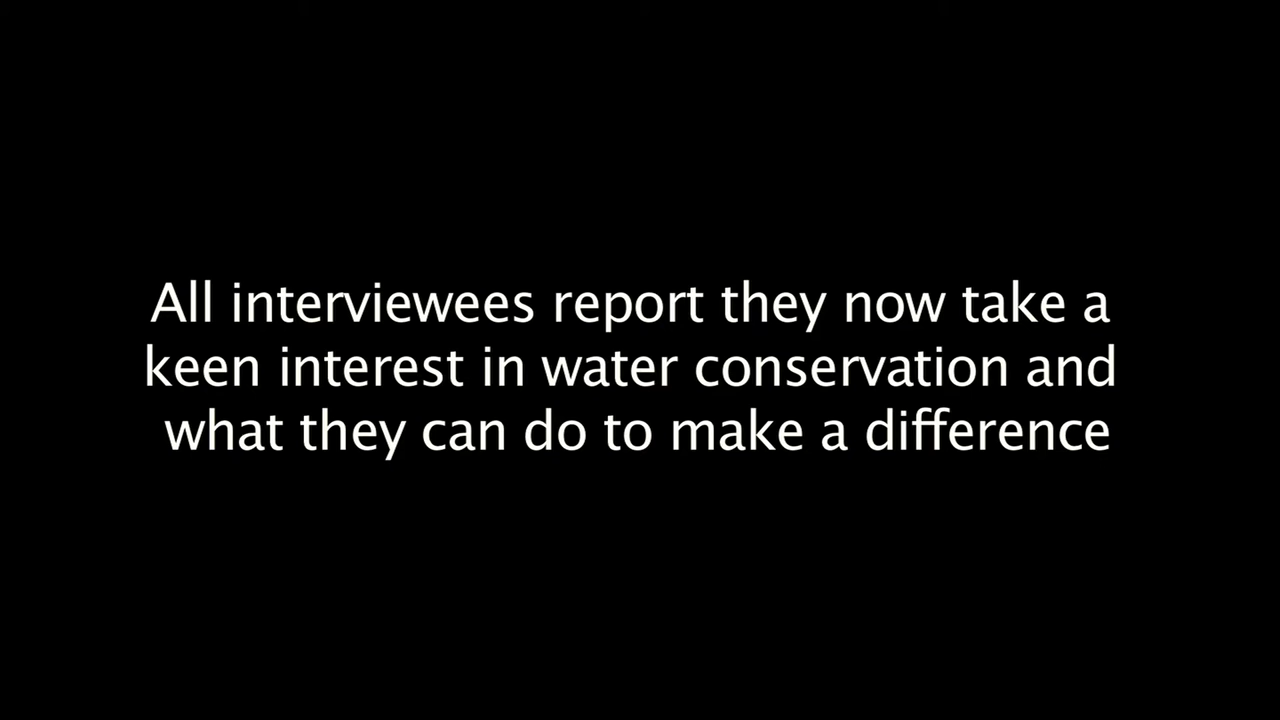 All interviewees report they now take a
keen interest in water conservation and
what they can do to make a difference